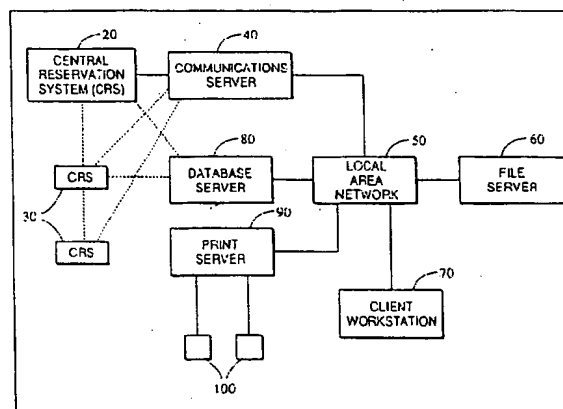 20
40
CENTRAL
RESERVATION
SYSTEM (CRS)
COMMUNICATIONS
SERVER
80
50
60
CRS
DATABASE
SERVER
LOCAL
AREA
NETWORK
FILE
SERVER
30
90
CRS
PRINT
SERVER
70
CLIENT
WORKSTATION
100